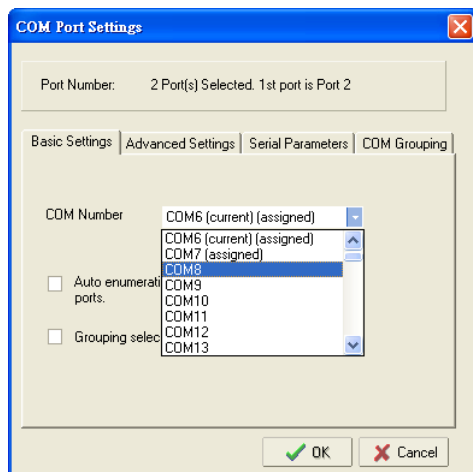 COM Port Settings
Port Number: 2 Port(s) Selected. 1st port is Port 2
Basic Settings Advanced Settings Serial Parameters COM Grouping
COM Number COM6 (current) (assigned)
COM6 (current) (assigned)
COM7 (assigned)
COM8
COM9
COM10
COM11
COM12
COM13
Auto
ports.
Grouping
OK Cancel